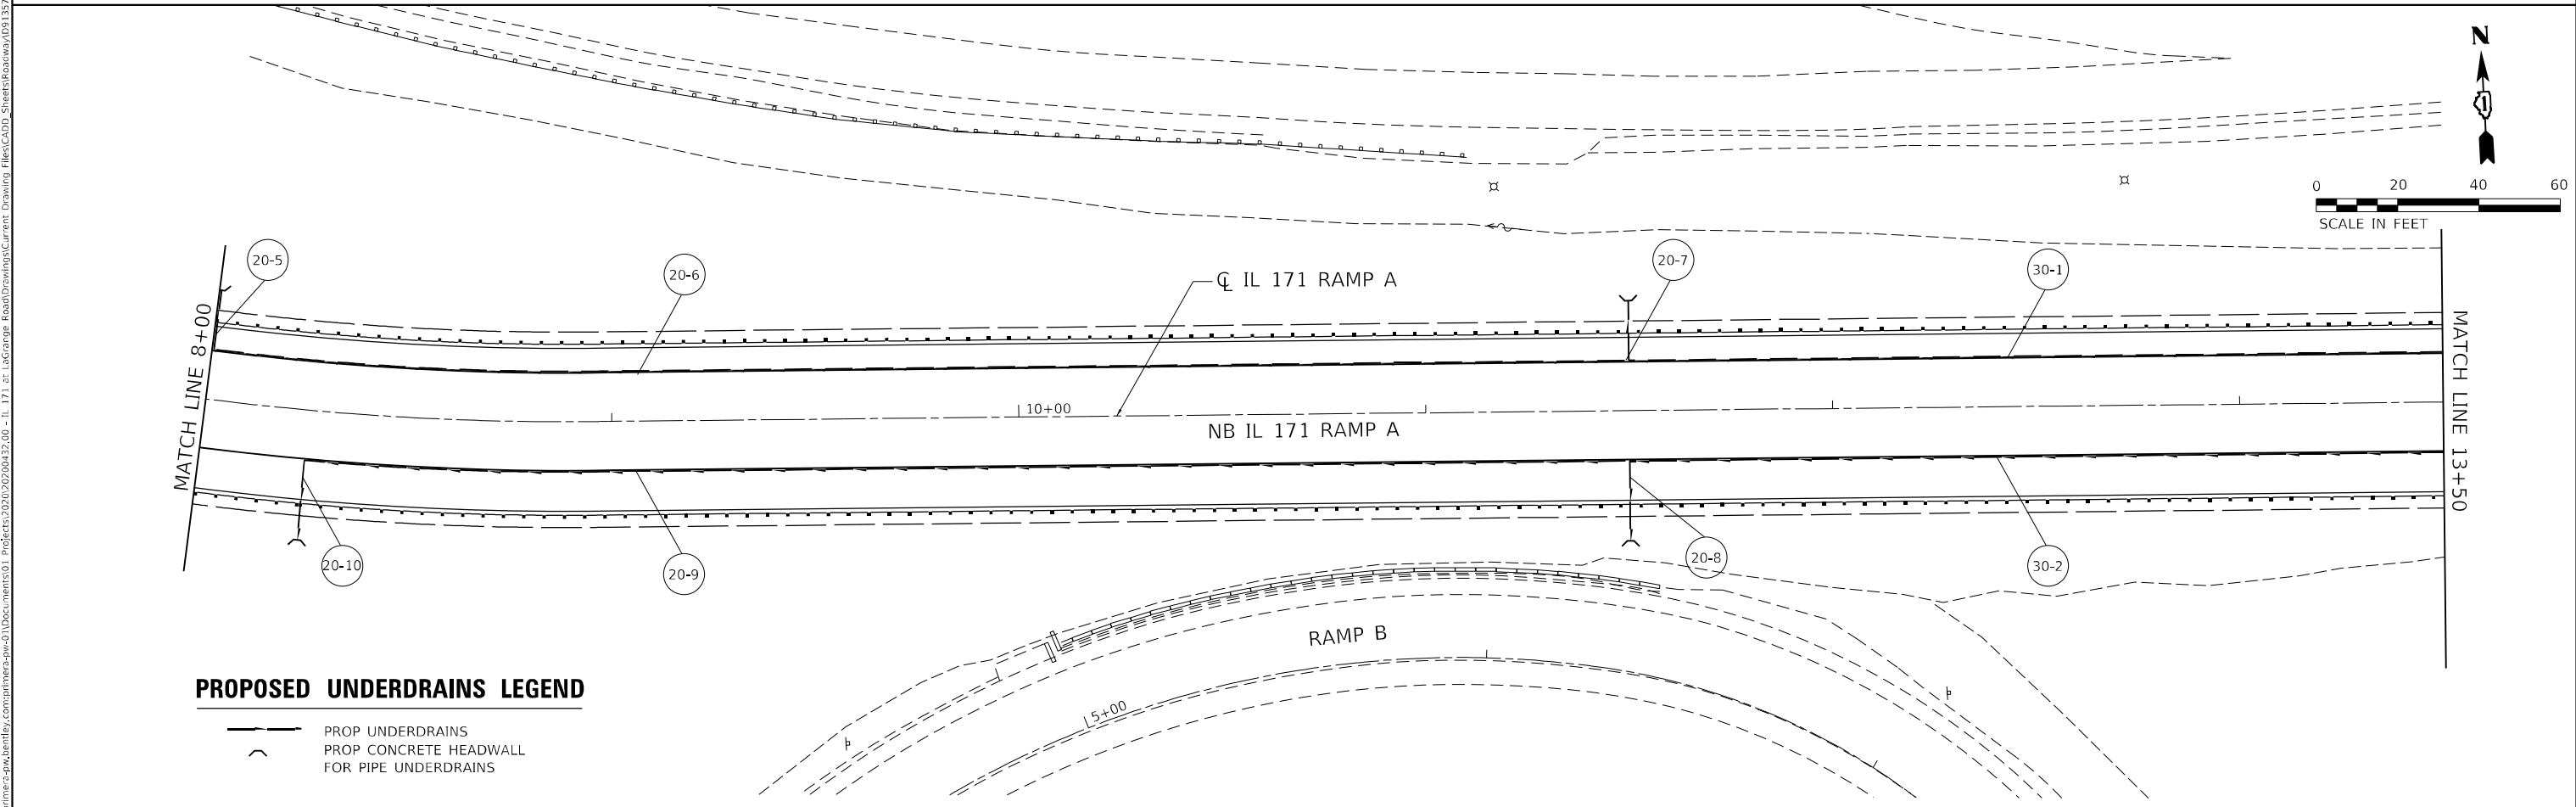 N
1
0 20 40 60
SCALE IN FEET
20-5
20-6
℄ IL 171 RAMP A
20-7
30-1
MATCH LINE 8+00
MATCH LINE 13+50
10+00
NB IL 171 RAMP A
20-10
20-9
20-8
30-2
RAMP B
5+00
PROPOSED UNDERDRAINS LEGEND
PROP UNDERDRAINS
PROP CONCRETE HEADWALL
FOR PIPE UNDERDRAINS